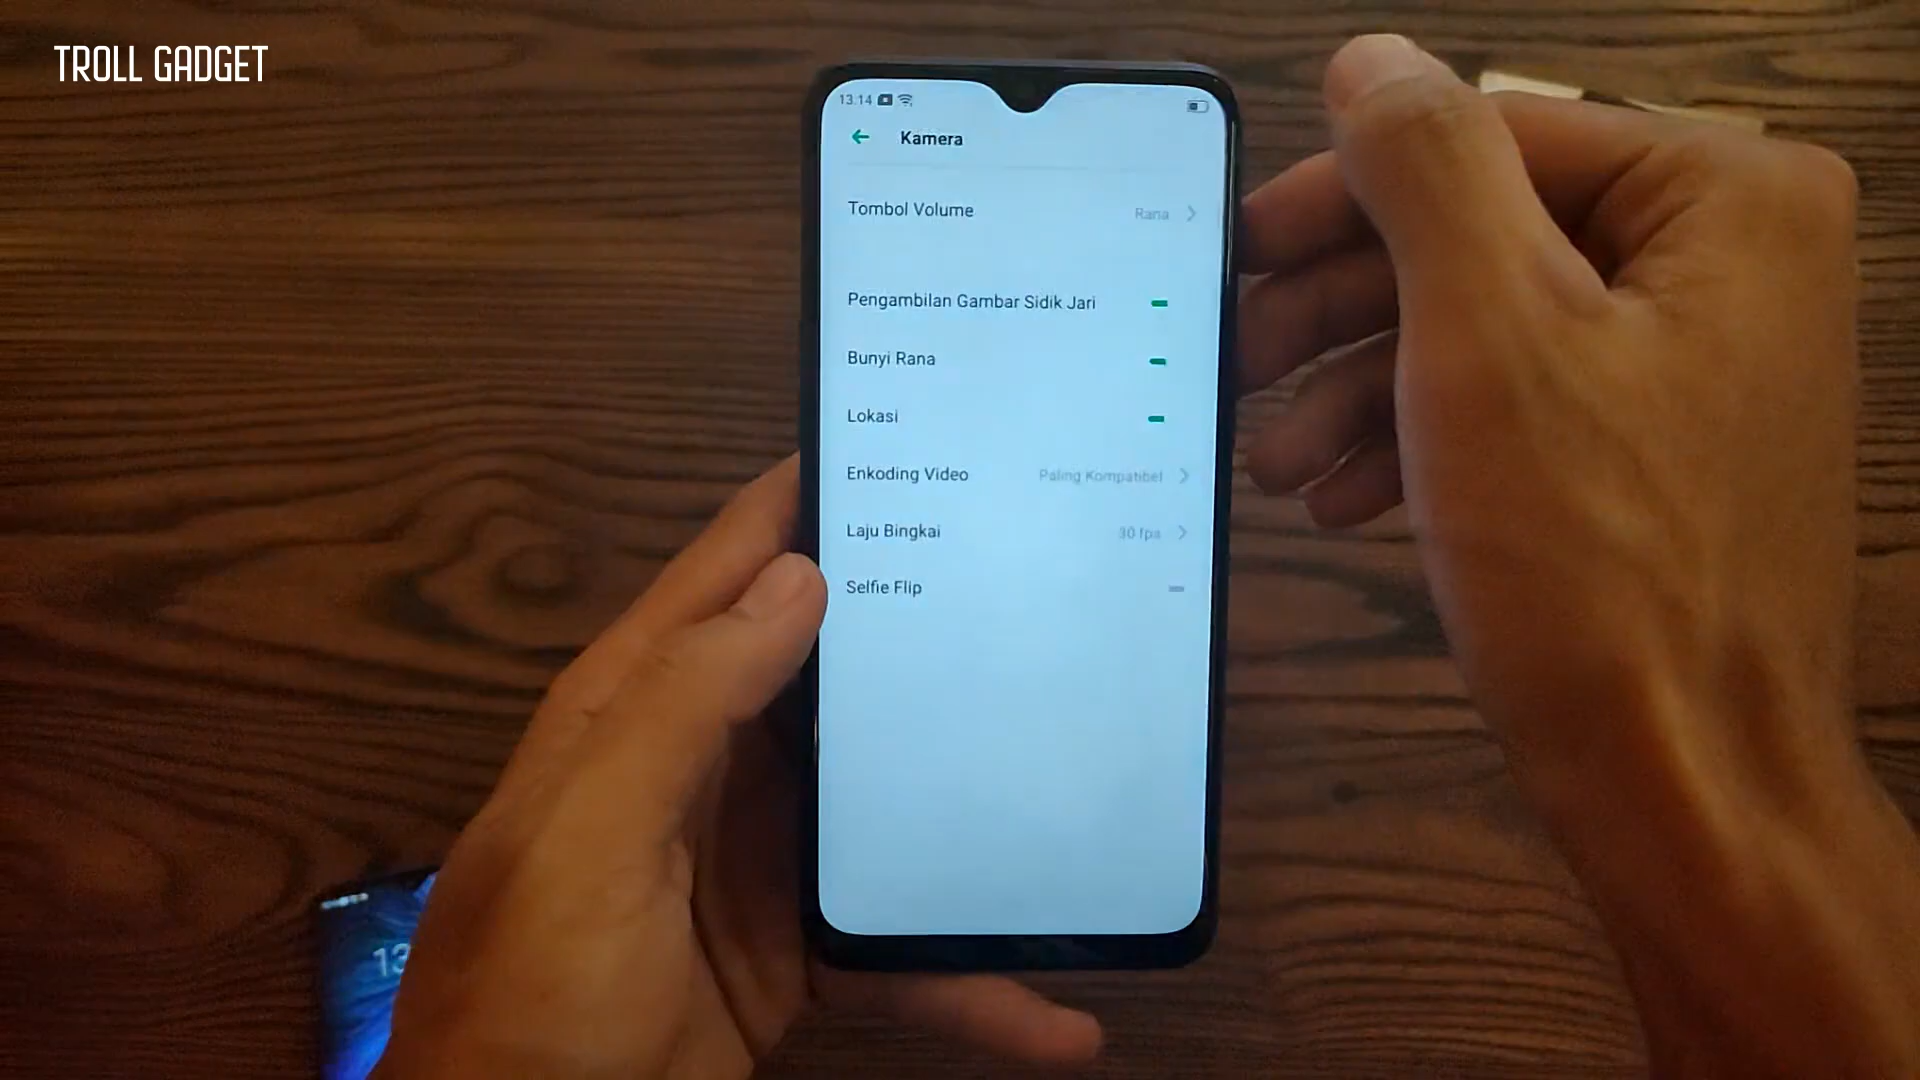 TROLL GADGET
13.14
Kamera
Tombol Volume Rana
Pengambilan Gambar Sidik Jari
Bunyi Rana
Lokasi
Enkoding Video Paling Kompatibel
Laju Bingkai 30 fps
Selfie Flip
13